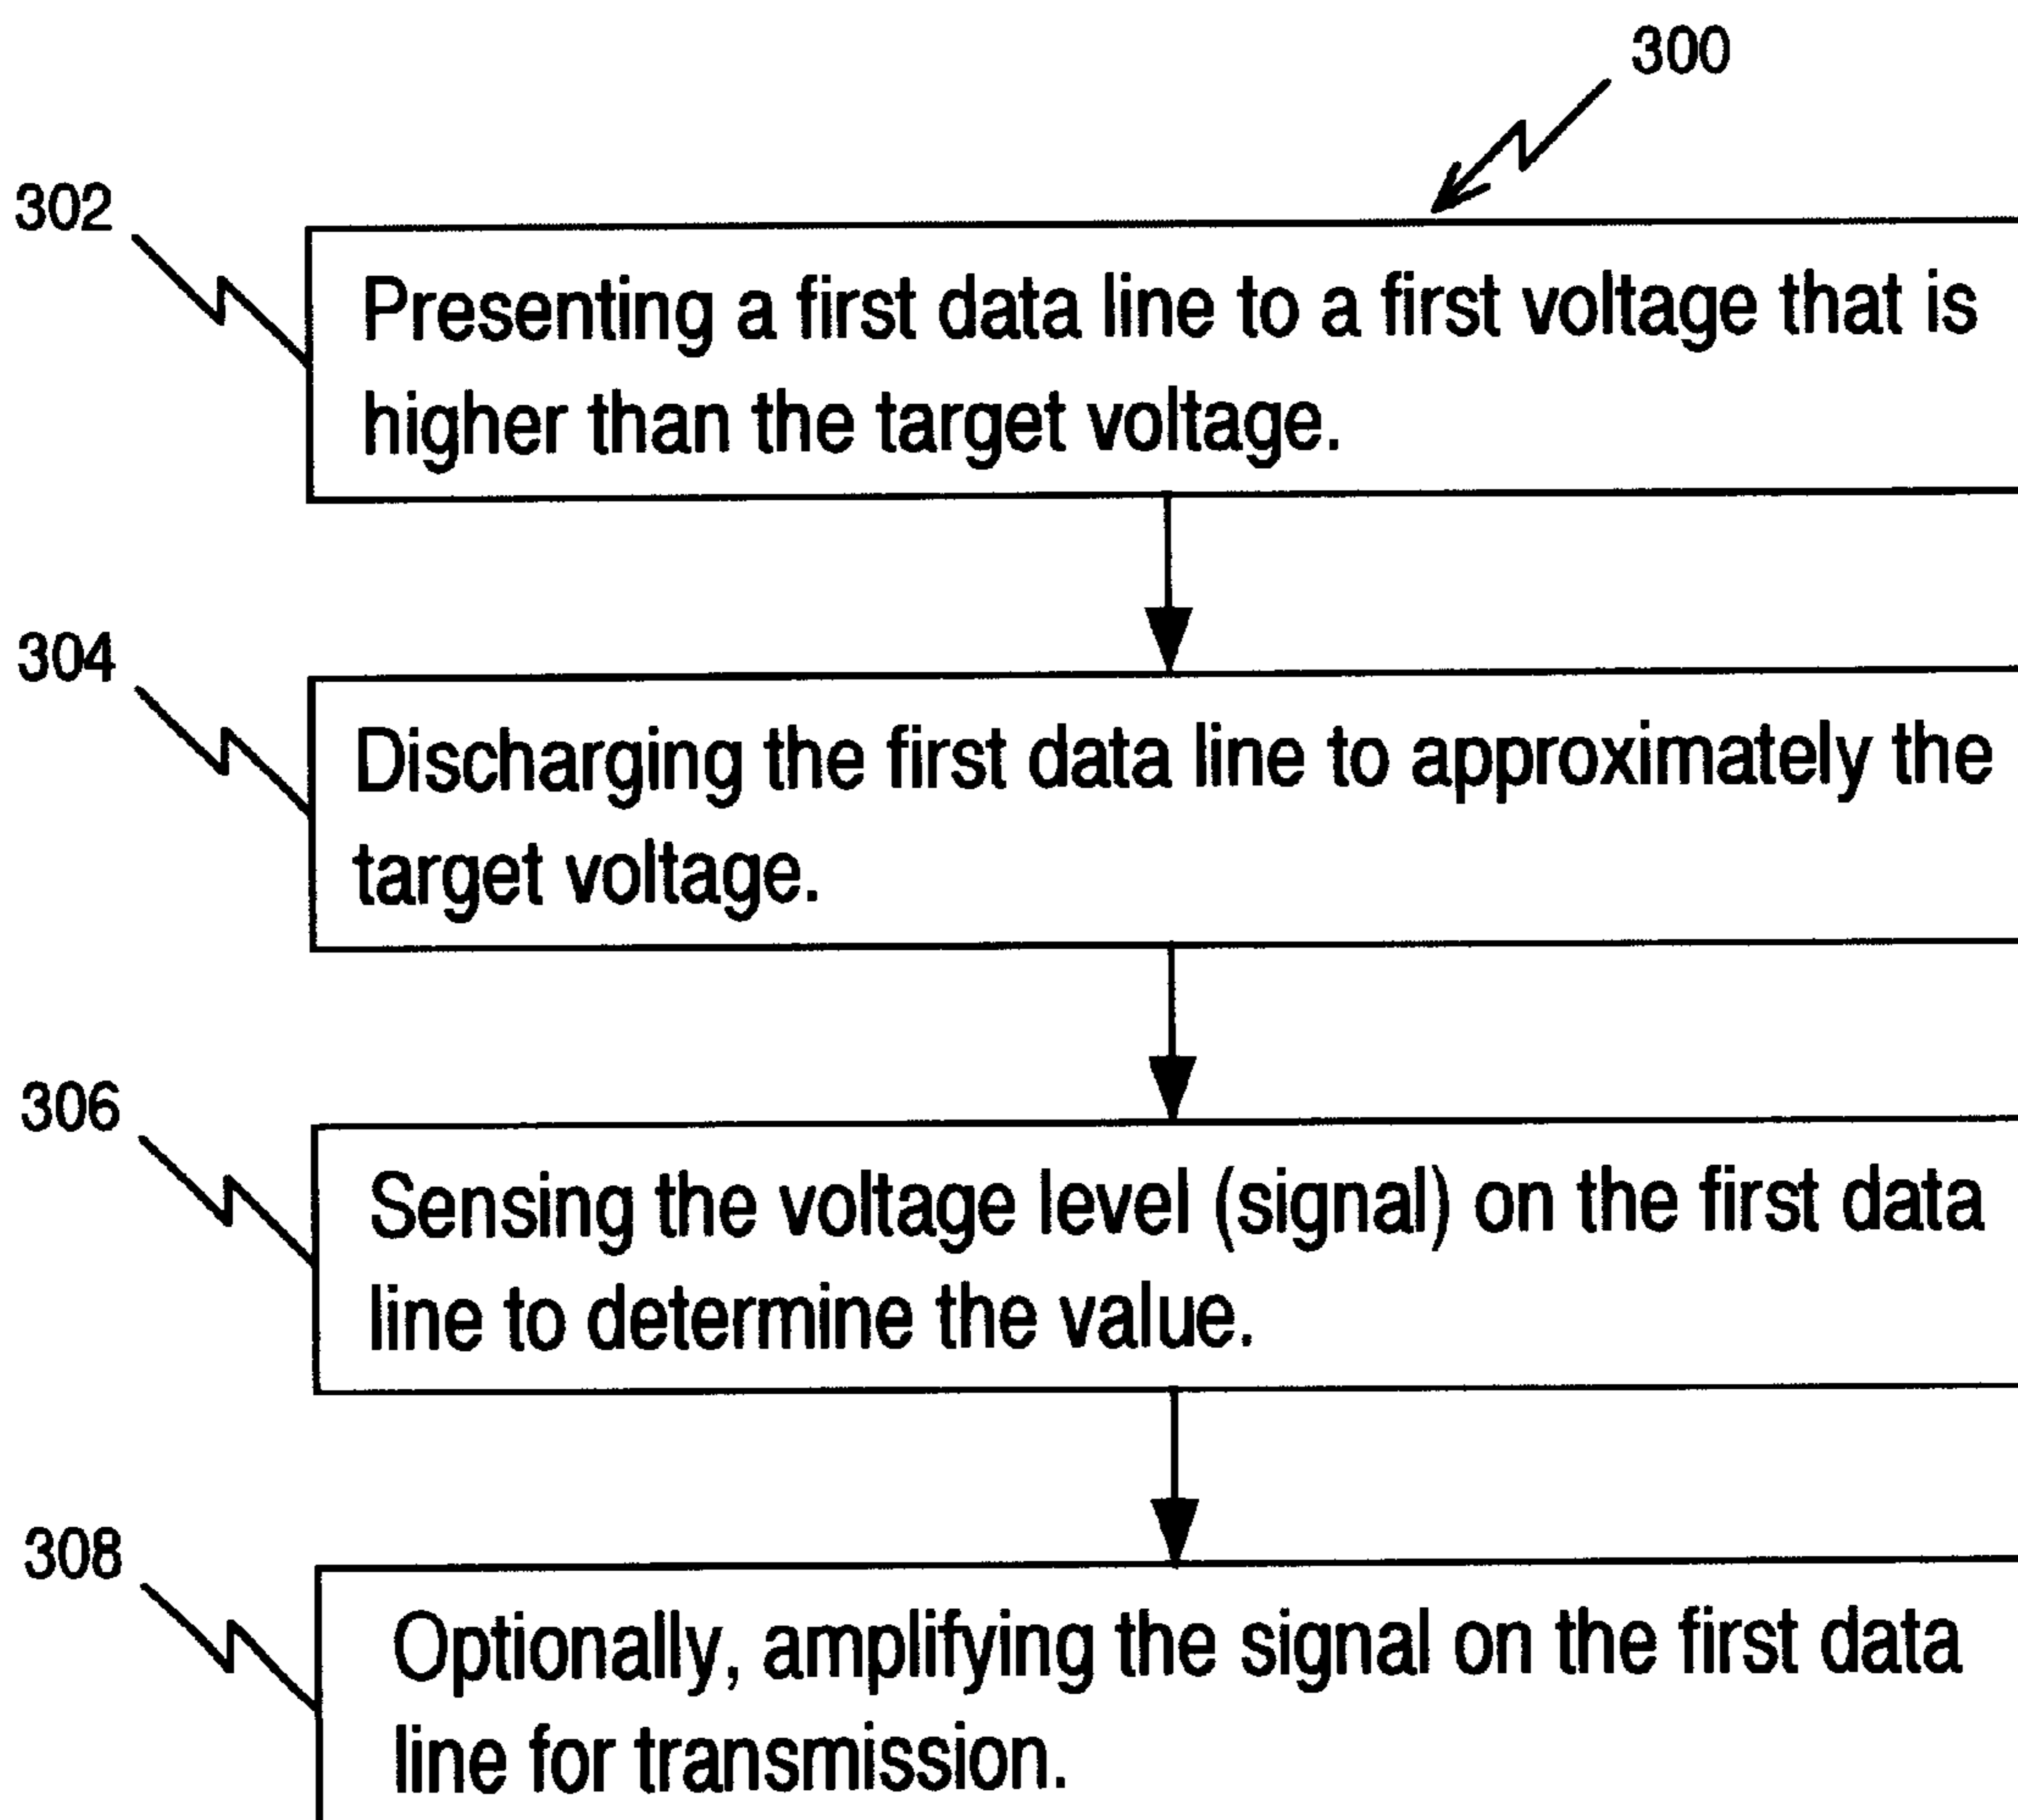 300
302
Presenting a first data line to a first voltage that is
higher than the target voltage.
304
Discharging the first data line to approximately the
target voltage.
306
Sensing the voltage level (signal) on the first data
line to determine the value.
308
Optionally, amplifying the signal on the first data
line for transmission.